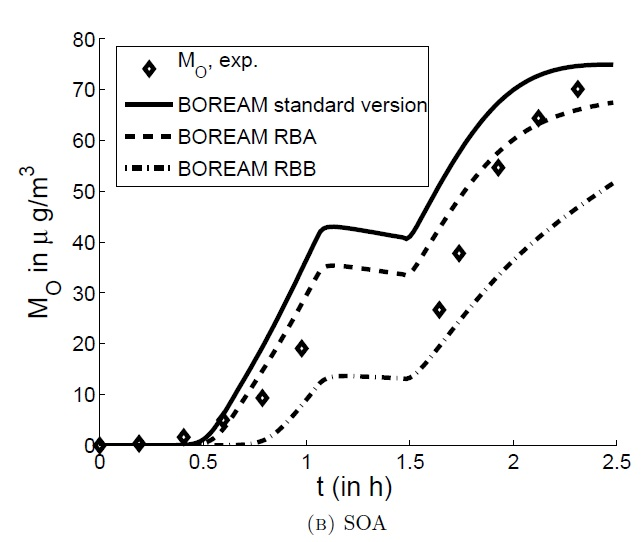 80
70
60
50
40
30
20
10
0
M_O in μ g/m³
M_O, exp.
BOREAM standard version
BOREAM RBA
BOREAM RBB
0 0.5 1 1.5 2 2.5
t (in h)
(B) SOA